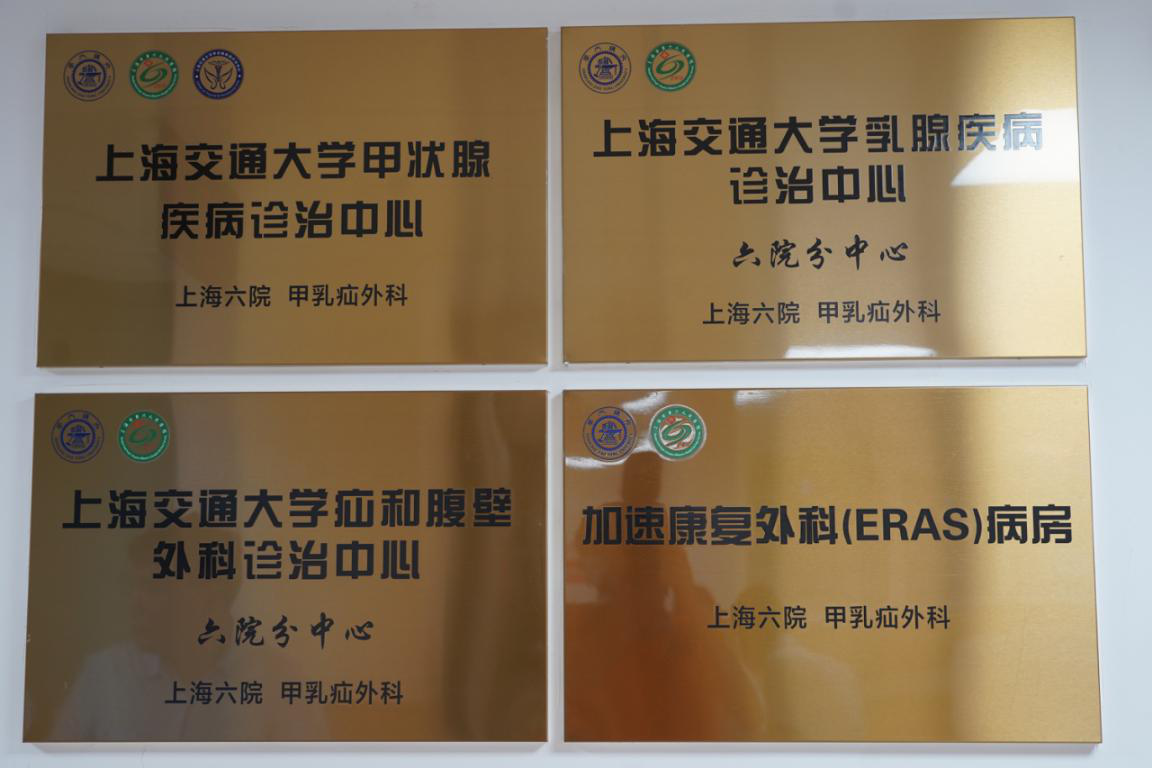 上海交通大学甲状腺
疾病诊治中心
上海六院 甲乳疝外科
上海交通大学乳腺疾病
诊治中心
六院分中心
上海六院 甲乳疝外科
上海交通大学疝和腹壁
外科诊治中心
六院分中心
上海六院 甲乳疝外科
加速康复外科(ERAS)病房
上海六院 甲乳疝外科